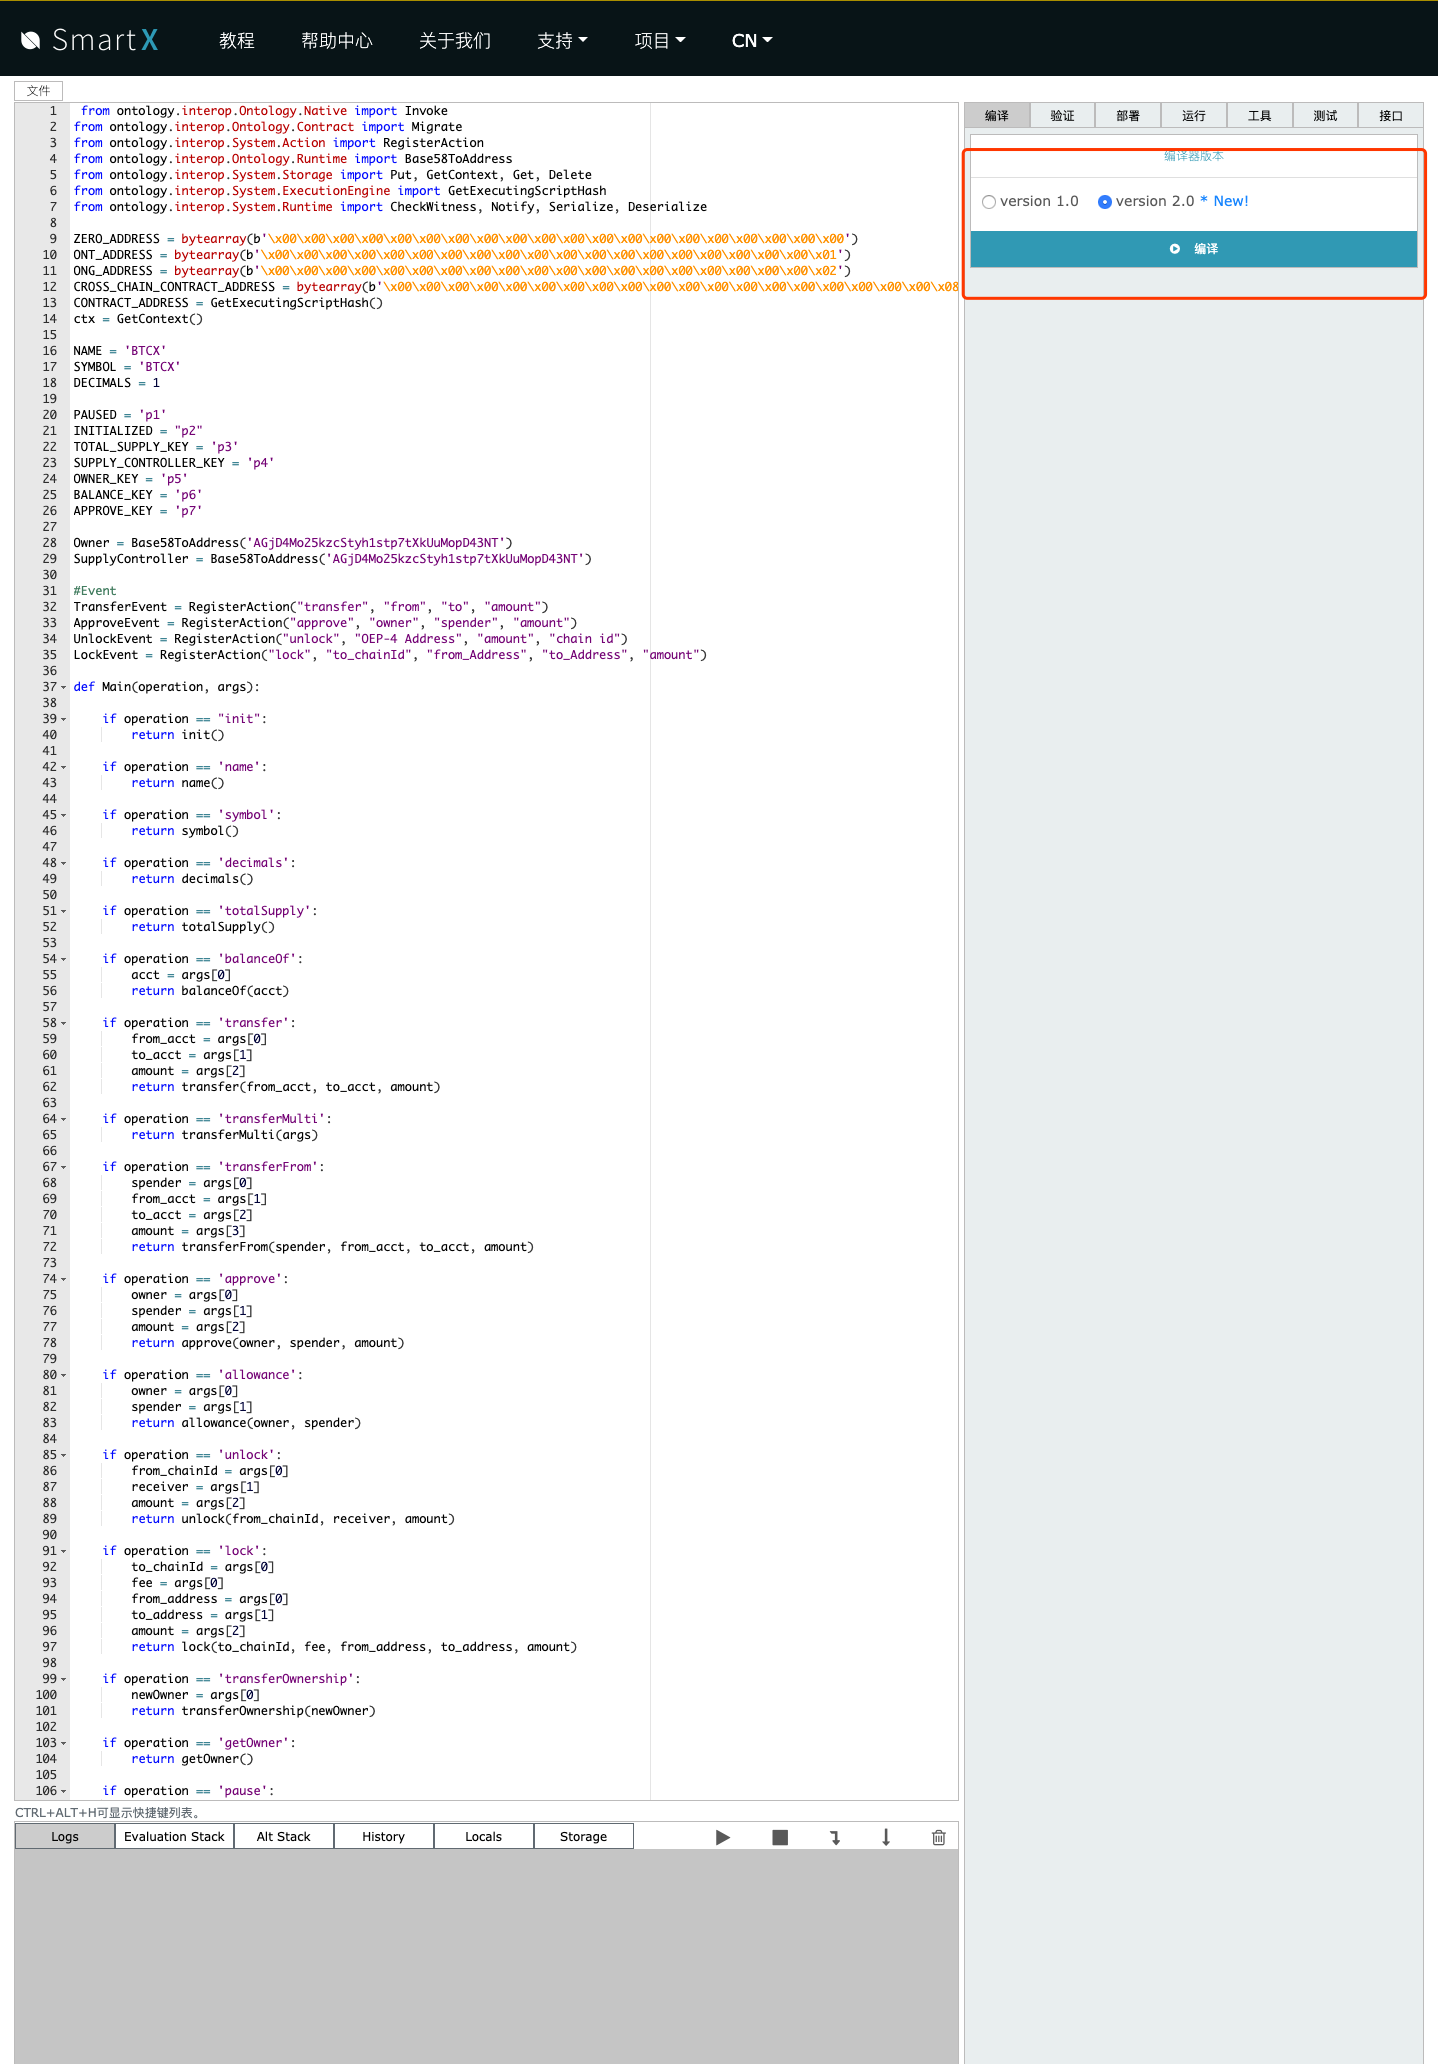 SmartX 教程 帮助中心 关于我们 支持 项目 CN
文件
1 from ontology.interop.Ontology.Native import Invoke
2 from ontology.interop.Ontology.Contract import Migrate
3 from ontology.interop.System.Action import RegisterAction
4 from ontology.interop.Ontology.Runtime import Base58ToAddress
5 from ontology.interop.System.Storage import Put, GetContext, Get, Delete
6 from ontology.interop.System.ExecutionEngine import GetExecutingScriptHash
7 from ontology.interop.System.Runtime import CheckWitness, Notify, Serialize, Deserialize
8
9 ZERO_ADDRESS = bytearray(b'\x00\x00\x00\x00\x00\x00\x00\x00\x00\x00\x00\x00\x00\x00\x00\x00\x00\x00\x00\x00')
10 ONT_ADDRESS = bytearray(b'\x00\x00\x00\x00\x00\x00\x00\x00\x00\x00\x00\x00\x00\x00\x00\x00\x00\x00\x00\x01')
11 ONG_ADDRESS = bytearray(b'\x00\x00\x00\x00\x00\x00\x00\x00\x00\x00\x00\x00\x00\x00\x00\x00\x00\x00\x00\x02')
12 CROSS_CHAIN_CONTRACT_ADDRESS = bytearray(b'\x00\x00\x00\x00\x00\x00\x00\x00\x00\x00\x00\x00\x00\x00\x00\x00\x00\x00\x00\x08
13 CONTRACT_ADDRESS = GetExecutingScriptHash()
14 ctx = GetContext()
15
16 NAME = 'BTCX'
17 SYMBOL = 'BTCX'
18 DECIMALS = 1
19
20 PAUSED = 'p1'
21 INITIALIZED = "p2"
22 TOTAL_SUPPLY_KEY = 'p3'
23 SUPPLY_CONTROLLER_KEY = 'p4'
24 OWNER_KEY = 'p5'
25 BALANCE_KEY = 'p6'
26 APPROVE_KEY = 'p7'
27
28 Owner = Base58ToAddress('AGjD4Mo25kzcStyh1stp7tXkUuMopD43NT')
29 SupplyController = Base58ToAddress('AGjD4Mo25kzcStyh1stp7tXkUuMopD43NT')
30
31 #Event
32 TransferEvent = RegisterAction("transfer", "from", "to", "amount")
33 ApproveEvent = RegisterAction("approve", "owner", "spender", "amount")
34 UnlockEvent = RegisterAction("unlock", "OEP-4 Address", "amount", "chain id")
35 LockEvent = RegisterAction("lock", "to_chainId", "from_Address", "to_Address", "amount")
36
37 def Main(operation, args):
38
39 if operation == "init":
40 return init()
41
42 if operation == 'name':
43 return name()
44
45 if operation == 'symbol':
46 return symbol()
47
48 if operation == 'decimals':
49 return decimals()
50
51 if operation == 'totalSupply':
52 return totalSupply()
53
54 if operation == 'balanceOf':
55 acct = args[0]
56 return balanceOf(acct)
57
58 if operation == 'transfer':
59 from_acct = args[0]
60 to_acct = args[1]
61 amount = args[2]
62 return transfer(from_acct, to_acct, amount)
63
64 if operation == 'transferMulti':
65 return transferMulti(args)
66
67 if operation == 'transferFrom':
68 spender = args[0]
69 from_acct = args[1]
70 to_acct = args[2]
71 amount = args[3]
72 return transferFrom(spender, from_acct, to_acct, amount)
73
74 if operation == 'approve':
75 owner = args[0]
76 spender = args[1]
77 amount = args[2]
78 return approve(owner, spender, amount)
79
80 if operation == 'allowance':
81 owner = args[0]
82 spender = args[1]
83 return allowance(owner, spender)
84
85 if operation == 'unlock':
86 from_chainId = args[0]
87 receiver = args[1]
88 amount = args[2]
89 return unlock(from_chainId, receiver, amount)
90
91 if operation == 'lock':
92 to_chainId = args[0]
93 fee = args[0]
94 from_address = args[0]
95 to_address = args[1]
96 amount = args[2]
97 return lock(to_chainId, fee, from_address, to_address, amount)
98
99 if operation == 'transferOwnership':
100 newOwner = args[0]
101 return transferOwnership(newOwner)
102
103 if operation == 'getOwner':
104 return getOwner()
105
106 if operation == 'pause':
CTRL+ALT+H可显示快捷键列表。
Logs Evaluation Stack Alt Stack History Locals Storage
编译 验证 部署 运行 工具 测试 接口
编译器版本
version 1.0 version 2.0 * New!
编译